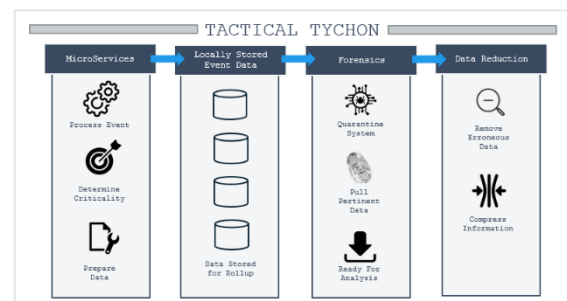 TACTICAL TYCHON
MicroServices
Process Event
Determine
Criticality
Prepare
Data
Locally Stored
Event Data
Data Stored
for Rollup
Forensics
Quarantine
System
Pull
Pertinent
Data
Ready For
Analysis
Data Reduction
Remove
Erroneous
Data
Compress
Information